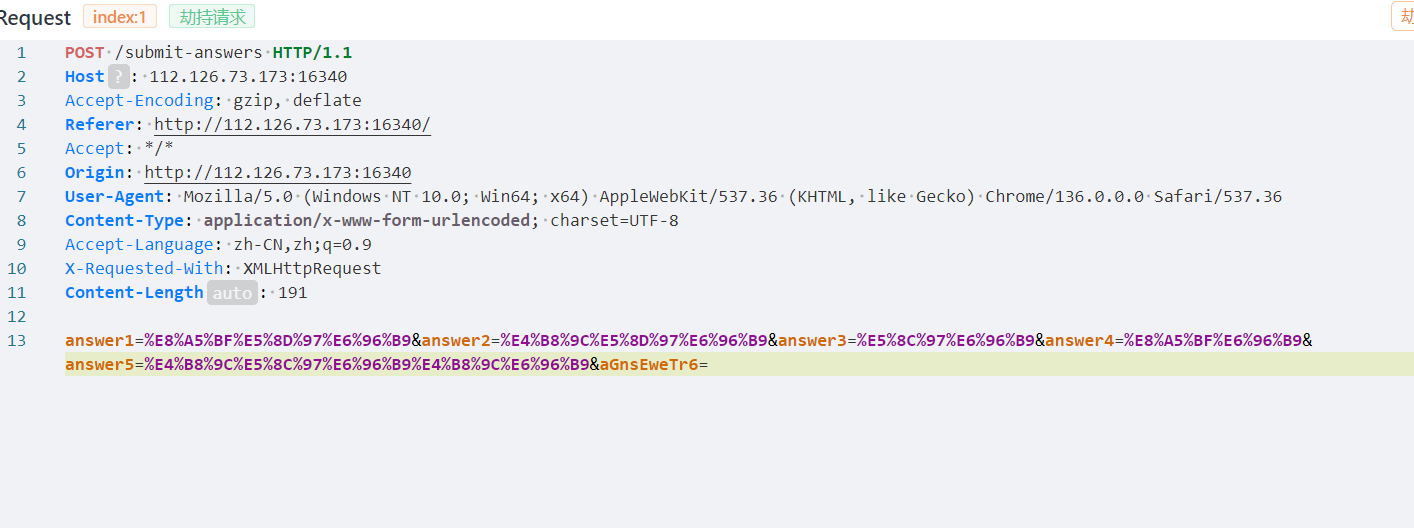 Request index:1 劫持请求 劫
1 POST /submit-answers HTTP/1.1
2 Host ? : 112.126.73.173:16340
3 Accept-Encoding: gzip, deflate
4 Referer: http://112.126.73.173:16340/
5 Accept: */*
6 Origin: http://112.126.73.173:16340
7 User-Agent: Mozilla/5.0 (Windows NT 10.0; Win64; x64) AppleWebKit/537.36 (KHTML, like Gecko) Chrome/136.0.0.0 Safari/537.36
8 Content-Type: application/x-www-form-urlencoded; charset=UTF-8
9 Accept-Language: zh-CN,zh;q=0.9
10 X-Requested-With: XMLHttpRequest
11 Content-Length auto : 191
12
13 answer1=%E8%A5%BF%E5%8D%97%E6%96%B9&answer2=%E4%B8%9C%E5%8D%97%E6%96%B9&answer3=%E5%8C%97%E6%96%B9&answer4=%E8%A5%BF%E6%96%B9&
answer5=%E4%B8%9C%E5%8C%97%E6%96%B9%E4%B8%9C%E6%96%B9&aGnsEweTr6=